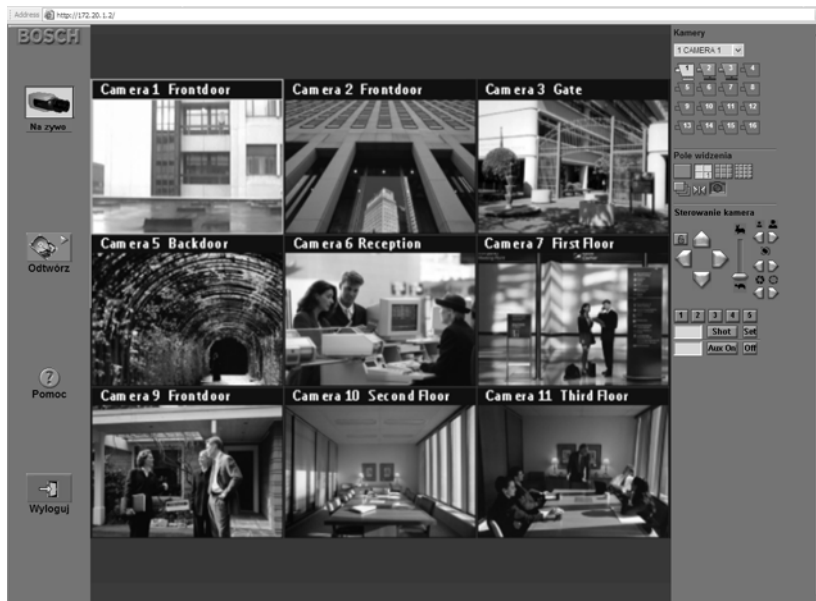 Address http://172.20.1.2/
BOSCH
Na zywo
Odtwórz
Pomoc
Wyloguj
Camera 1 Frontdoor
Camera 2 Frontdoor
Camera 3 Gate
Camera 5 Backdoor
Camera 6 Reception
Camera 7 First Floor
Camera 9 Frontdoor
Camera 10 Second Floor
Camera 11 Third Floor
Kamery
1 CAMERA 1
1 2 3 4
5 6 7 8
9 10 11 12
13 14 15 16
Pole widzenia
Sterowanie kamera
1 2 3 4 5
Shot Set
Aux On Off